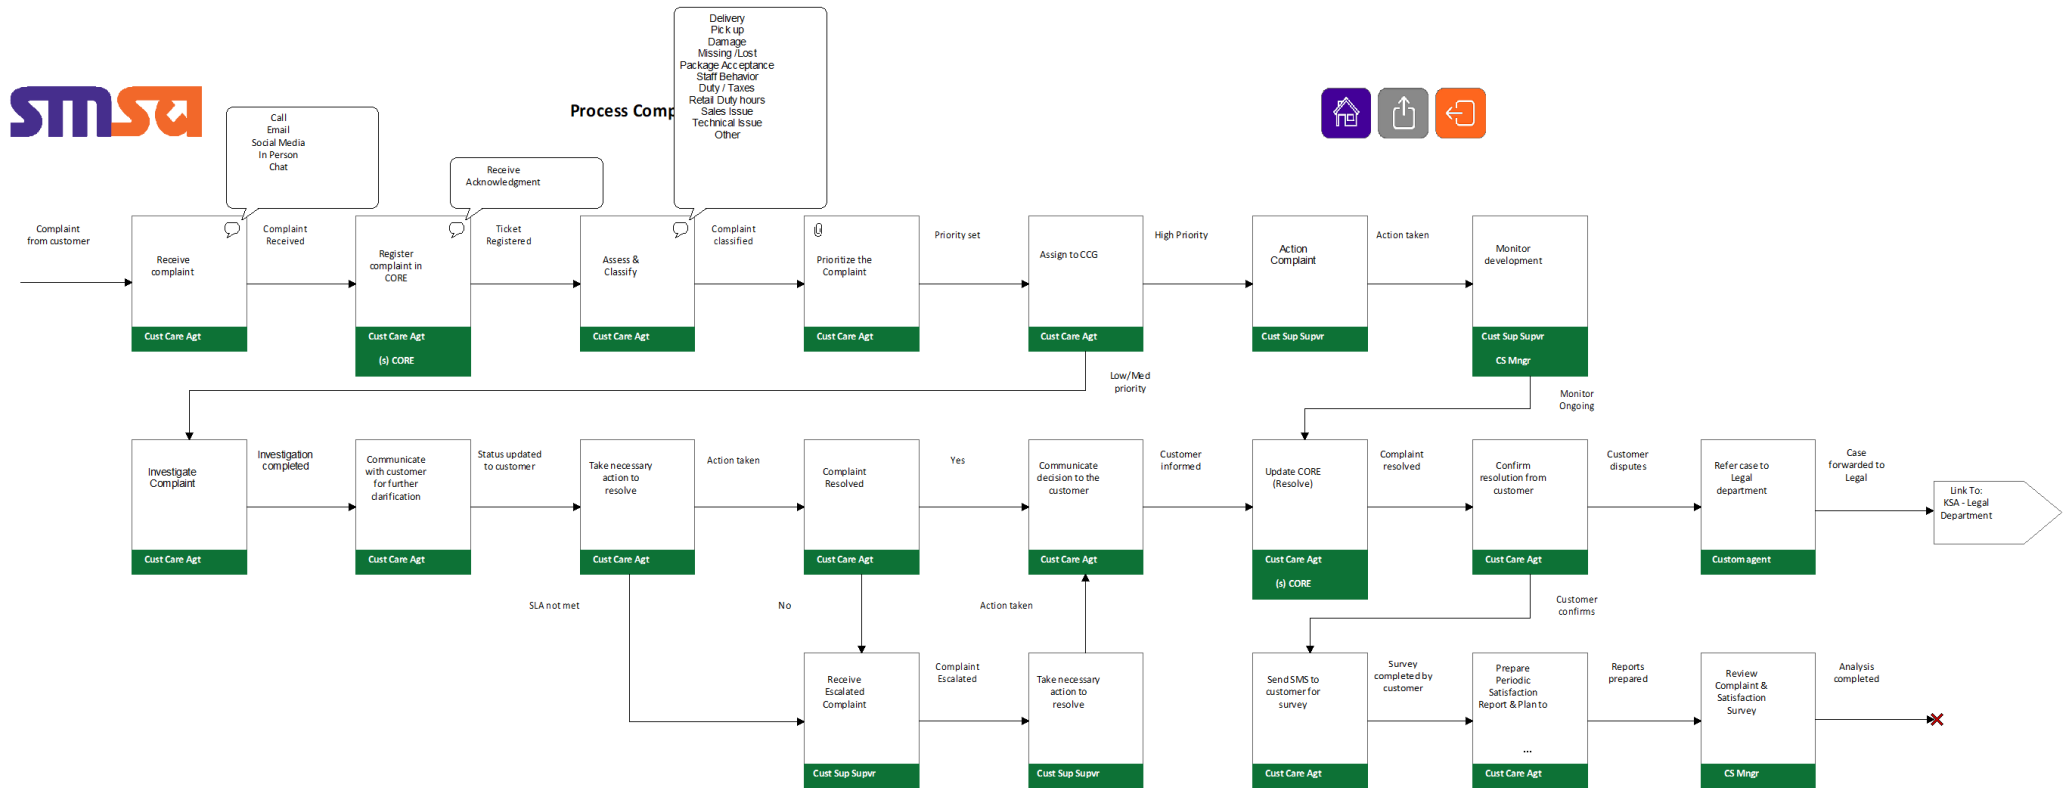 Delivery
Pick up
Damage
Missing /Lost
Package Acceptance
Staff Behavior
Duty / Taxes
Retail Duty hours
Sales Issue
Technical Issue
Other
smsa
Process Comp
Call
Email
Social Media
In Person
Chat
Receive
Acknowledgment
Complaint
from customer
Receive
complaint
Cust Care Agt
Complaint
Received
Register
complaint in
CORE
Cust Care Agt
(s) CORE
Ticket
Registered
Assess &
Classify
Cust Care Agt
Complaint
classified
Prioritize the
Complaint
Cust Care Agt
Priority set
Assign to CCG
Cust Care Agt
High Priority
Action
Complaint
Cust Sup Supvr
Action taken
Monitor
development
Cust Sup Supvr
CS Mngr
Low/Med
priority
Monitor
Ongoing
Investigate
Complaint
Cust Care Agt
Investigation
completed
Communicate
with customer
for further
clarification
Cust Care Agt
Status updated
to customer
Take necessary
action to
resolve
Cust Care Agt
Action taken
Complaint
Resolved
Cust Care Agt
Yes
Communicate
decision to the
customer
Cust Care Agt
Customer
informed
Update CORE
(Resolve)
Cust Care Agt
(s) CORE
Complaint
resolved
Confirm
resolution from
customer
Cust Care Agt
Customer
disputes
Refer case to
Legal
department
Custom agent
Case
forwarded to
Legal
Link To:
KSA - Legal
Department
SLA not met
No
Action taken
Customer
confirms
Receive
Escalated
Complaint
Cust Sup Supvr
Complaint
Escalated
Take necessary
action to
resolve
Cust Sup Supvr
Send SMS to
customer for
survey
Cust Care Agt
Survey
completed by
customer
Prepare
Periodic
Satisfaction
Report & Plan to
...
Cust Care Agt
Reports
prepared
Review
Complaint &
Satisfaction
Survey
CS Mngr
Analysis
completed